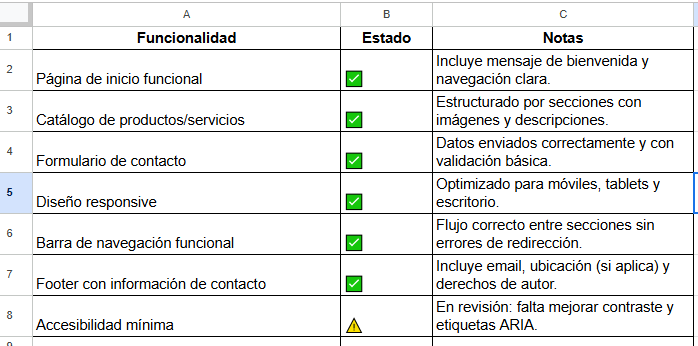 A B C
1 Funcionalidad Estado Notas
2 Página de inicio funcional ✅ Incluye mensaje de bienvenida y
navegación clara.
3 Catálogo de productos/servicios ✅ Estructurado por secciones con
imágenes y descripciones.
4 Formulario de contacto ✅ Datos enviados correctamente y con
validación básica.
5 Diseño responsive ✅ Optimizado para móviles, tablets y
escritorio.
6 Barra de navegación funcional ✅ Flujo correcto entre secciones sin
errores de redirección.
7 Footer con información de contacto ✅ Incluye email, ubicación (si aplica) y
derechos de autor.
8 Accesibilidad mínima ⚠ En revisión: falta mejorar contraste y
etiquetas ARIA.